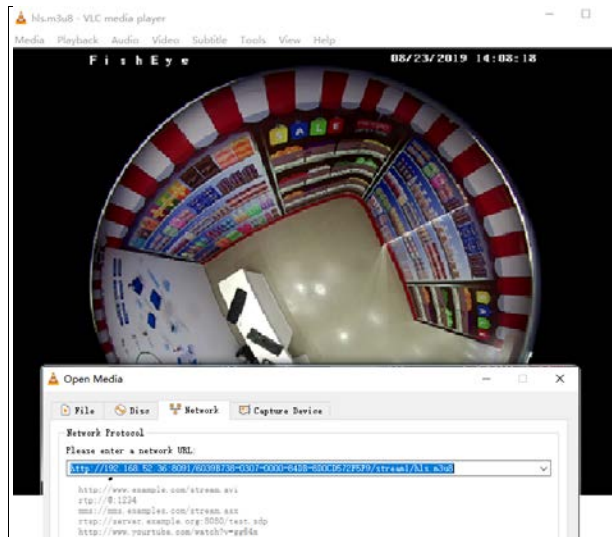 hls.m3u8 - VLC media player
Media Playback Audio Video Subtitle Tools View Help
FishEye 08/23/2019 14:08:18
SALE
Open Media
File Disc Network Capture Device
Network Protocol
Please enter a network URL:
http://192.168.52.36:8091/6039B738-0307-0000-84DB-8D0CD572F5F9/stream1/hls.m3u8
http://www.example.com/stream.avi
rtp://@:1234
mms://mms.examples.com/stream.asx
rtsp://server.example.org:8080/test.sdp
http://www.yourtube.com/watch?v=gg64x